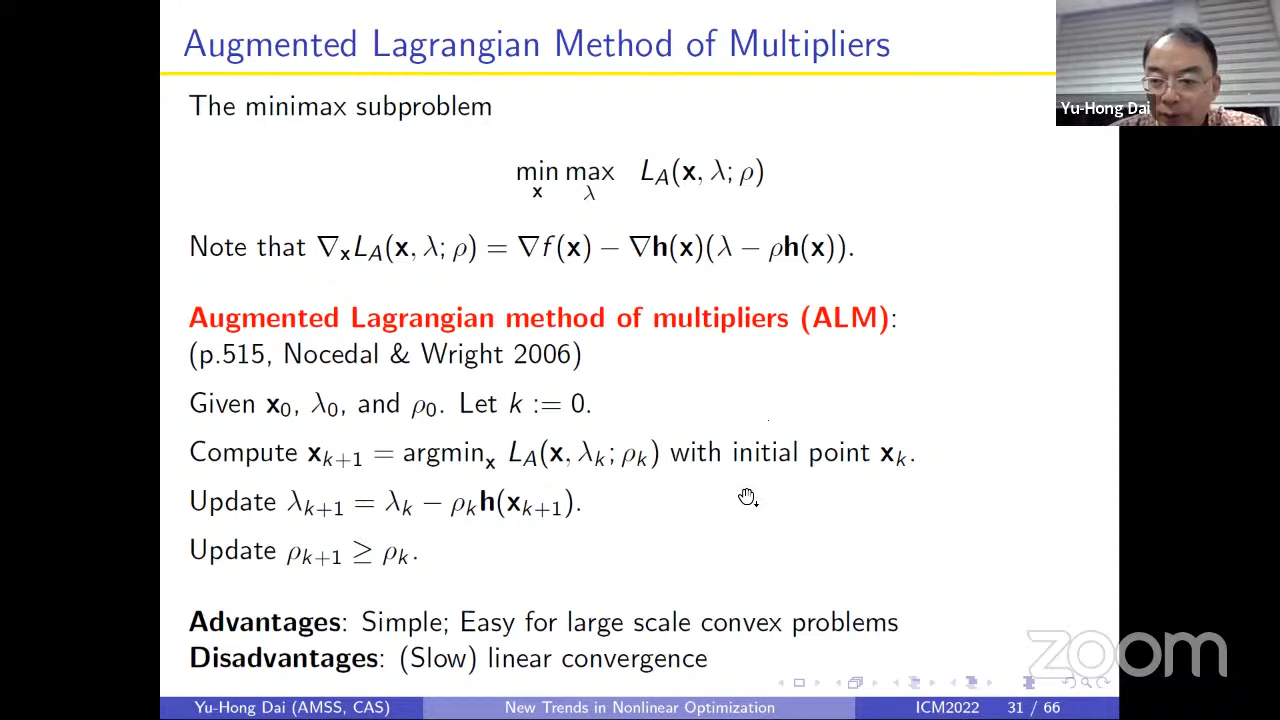 Augmented Lagrangian Method of Multipliers
Yu-Hong Dai
The minimax subproblem
min max L_A(x, λ; ρ)
x λ
Note that ∇_x L_A(x, λ; ρ) = ∇f(x) − ∇h(x)(λ − ρh(x)).
Augmented Lagrangian method of multipliers (ALM):
(p.515, Nocedal & Wright 2006)
Given x_0, λ_0, and ρ_0. Let k := 0.
Compute x_{k+1} = argmin_x L_A(x, λ_k; ρ_k) with initial point x_k.
Update λ_{k+1} = λ_k − ρ_k h(x_{k+1}).
Update ρ_{k+1} ≥ ρ_k.
Advantages: Simple; Easy for large scale convex problems
Disadvantages: (Slow) linear convergence
zoom
Yu-Hong Dai (AMSS, CAS) New Trends in Nonlinear Optimization ICM2022 31 / 66